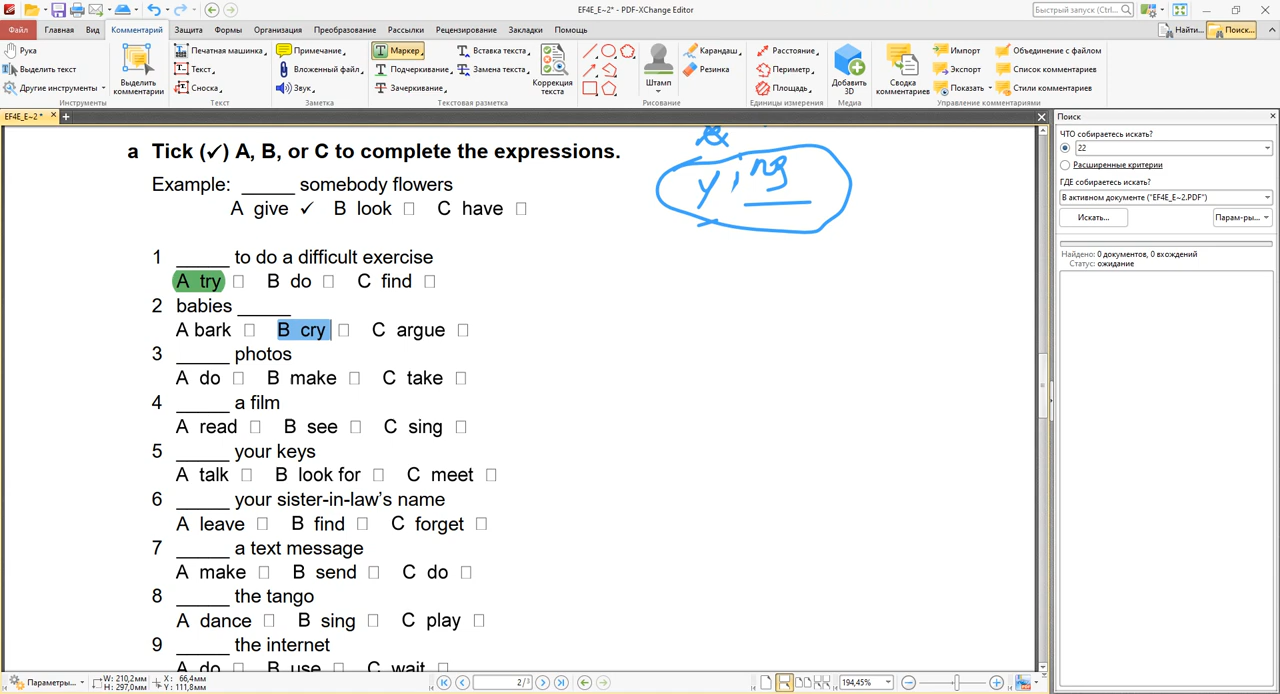 EF4E_E~2* - PDF-XChange Editor
Быстрый запуск (Ctrl...
Файл Главная Вид Комментарий Защита Формы Организация Преобразование Рассылки Рецензирование Закладки Помощь
Найти... Поиск...
Рука
Выделить текст
Другие инструменты
Инструменты
Выделить комментарии
Печатная машинка
Текст
Сноска
Текст
Примечание
Вложенный файл
Звук
Заметка
Маркер
Подчеркивание
Зачеркивание
Вставка текста
Замена текста
Коррекция текста
Текстовая разметка
Штамп
Карандаш
Резинка
Рисование
Расстояние
Периметр
Площадь
Единицы измерения
Добавить 3D
Медиа
Сводка комментариев
Импорт
Экспорт
Показать
Объединение с файлом
Список комментариев
Стили комментариев
Управление комментариями
EF4E_E~2 *
a Tick (✓) A, B, or C to complete the expressions.
Example: _____ somebody flowers
A give ✓ B look □ C have □
y, ng
1 _____ to do a difficult exercise
A try □ B do □ C find □
2 babies _____
A bark □ B cry □ C argue □
3 _____ photos
A do □ B make □ C take □
4 _____ a film
A read □ B see □ C sing □
5 _____ your keys
A talk □ B look for □ C meet □
6 _____ your sister-in-law’s name
A leave □ B find □ C forget □
7 _____ a text message
A make □ B send □ C do □
8 _____ the tango
A dance □ B sing □ C play □
9 _____ the internet
A do □ B use □ C wait □
Поиск
ЧТО собираетесь искать?
22
Расширенные критерии
ГДЕ собираетесь искать?
В активном документе ("EF4E_E~2.PDF")
Искать... Парам-ры...
Найдено: 0 документов, 0 вхождений
Статус: ожидание
Параметры...
W: 210,2мм
H: 297,0мм
X: 66,4мм
Y: 111,8мм
2/3
194,45%